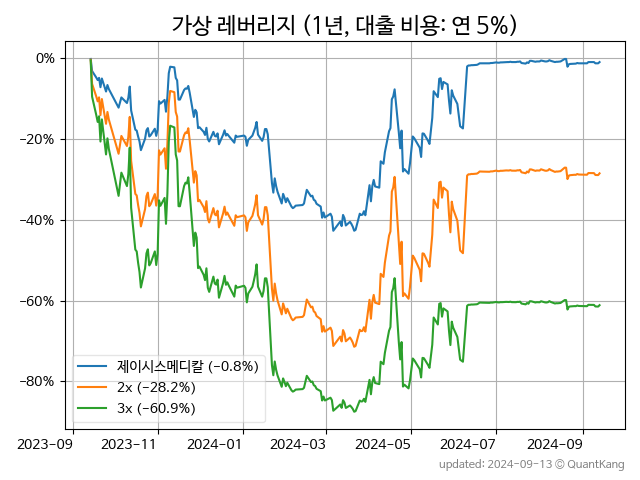 가상 레버리지 (1년, 대출 비용: 연 5%)
0%
−20%
−40%
−60%
−80%
제이시스메디칼 (−0.8%)
2x (−28.2%)
3x (−60.9%)
2023-09 2023-11 2024-01 2024-03 2024-05 2024-07 2024-09
updated: 2024-09-13 © QuantKang